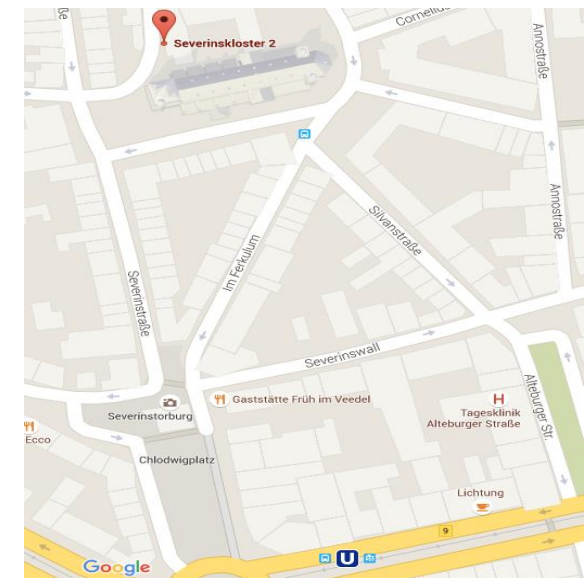 Cornelius
Severinskloster 2
Annostraße
Silvanstraße
Annostraße
Im Ferkulum
Severinstraße
Severinswall
Gaststätte Früh im Veedel
H
Severinstorburg
Tagesklinik
Alteburger Straße
Alteburger Str.
Ecco
Chlodwigplatz
Lichtung
9
U
Google